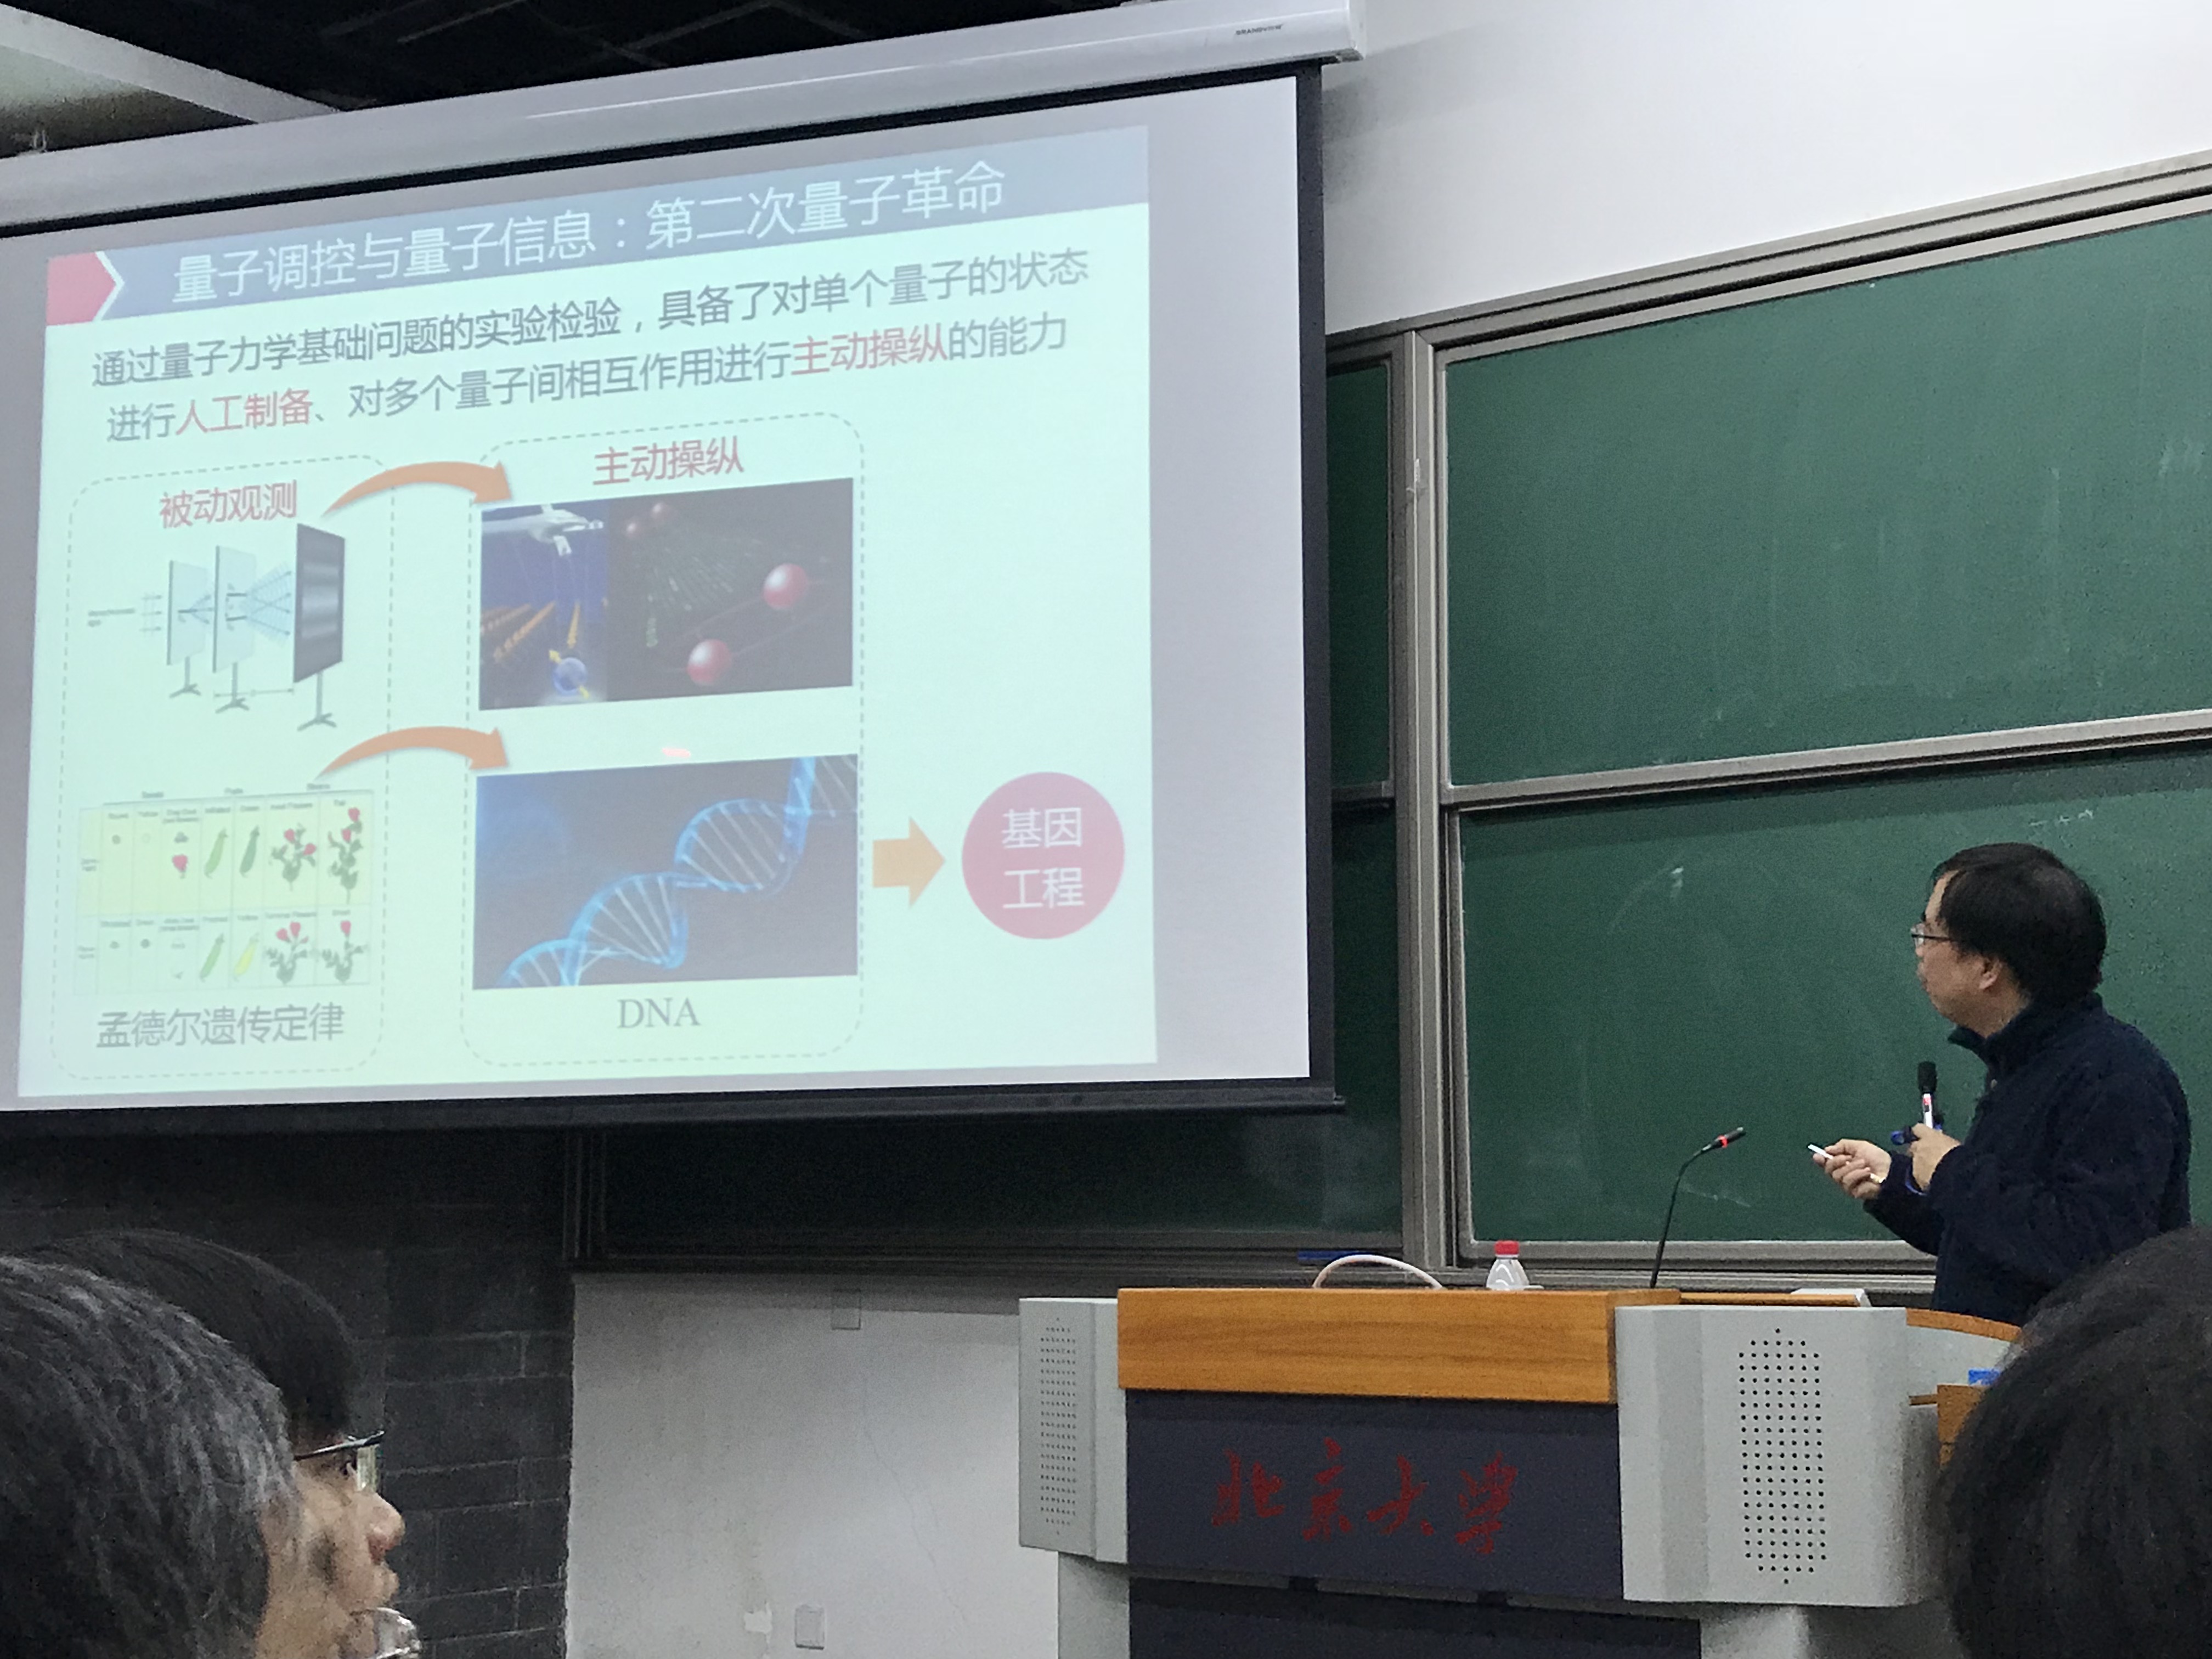 GRANDVIEW
量子调控与量子信息：第二次量子革命
通过量子力学基础问题的实验检验，具备了对单个量子的状态
进行人工制备、对多个量子间相互作用进行主动操纵的能力
被动观测
主动操纵
孟德尔遗传定律
DNA
基因
工程
北京大学